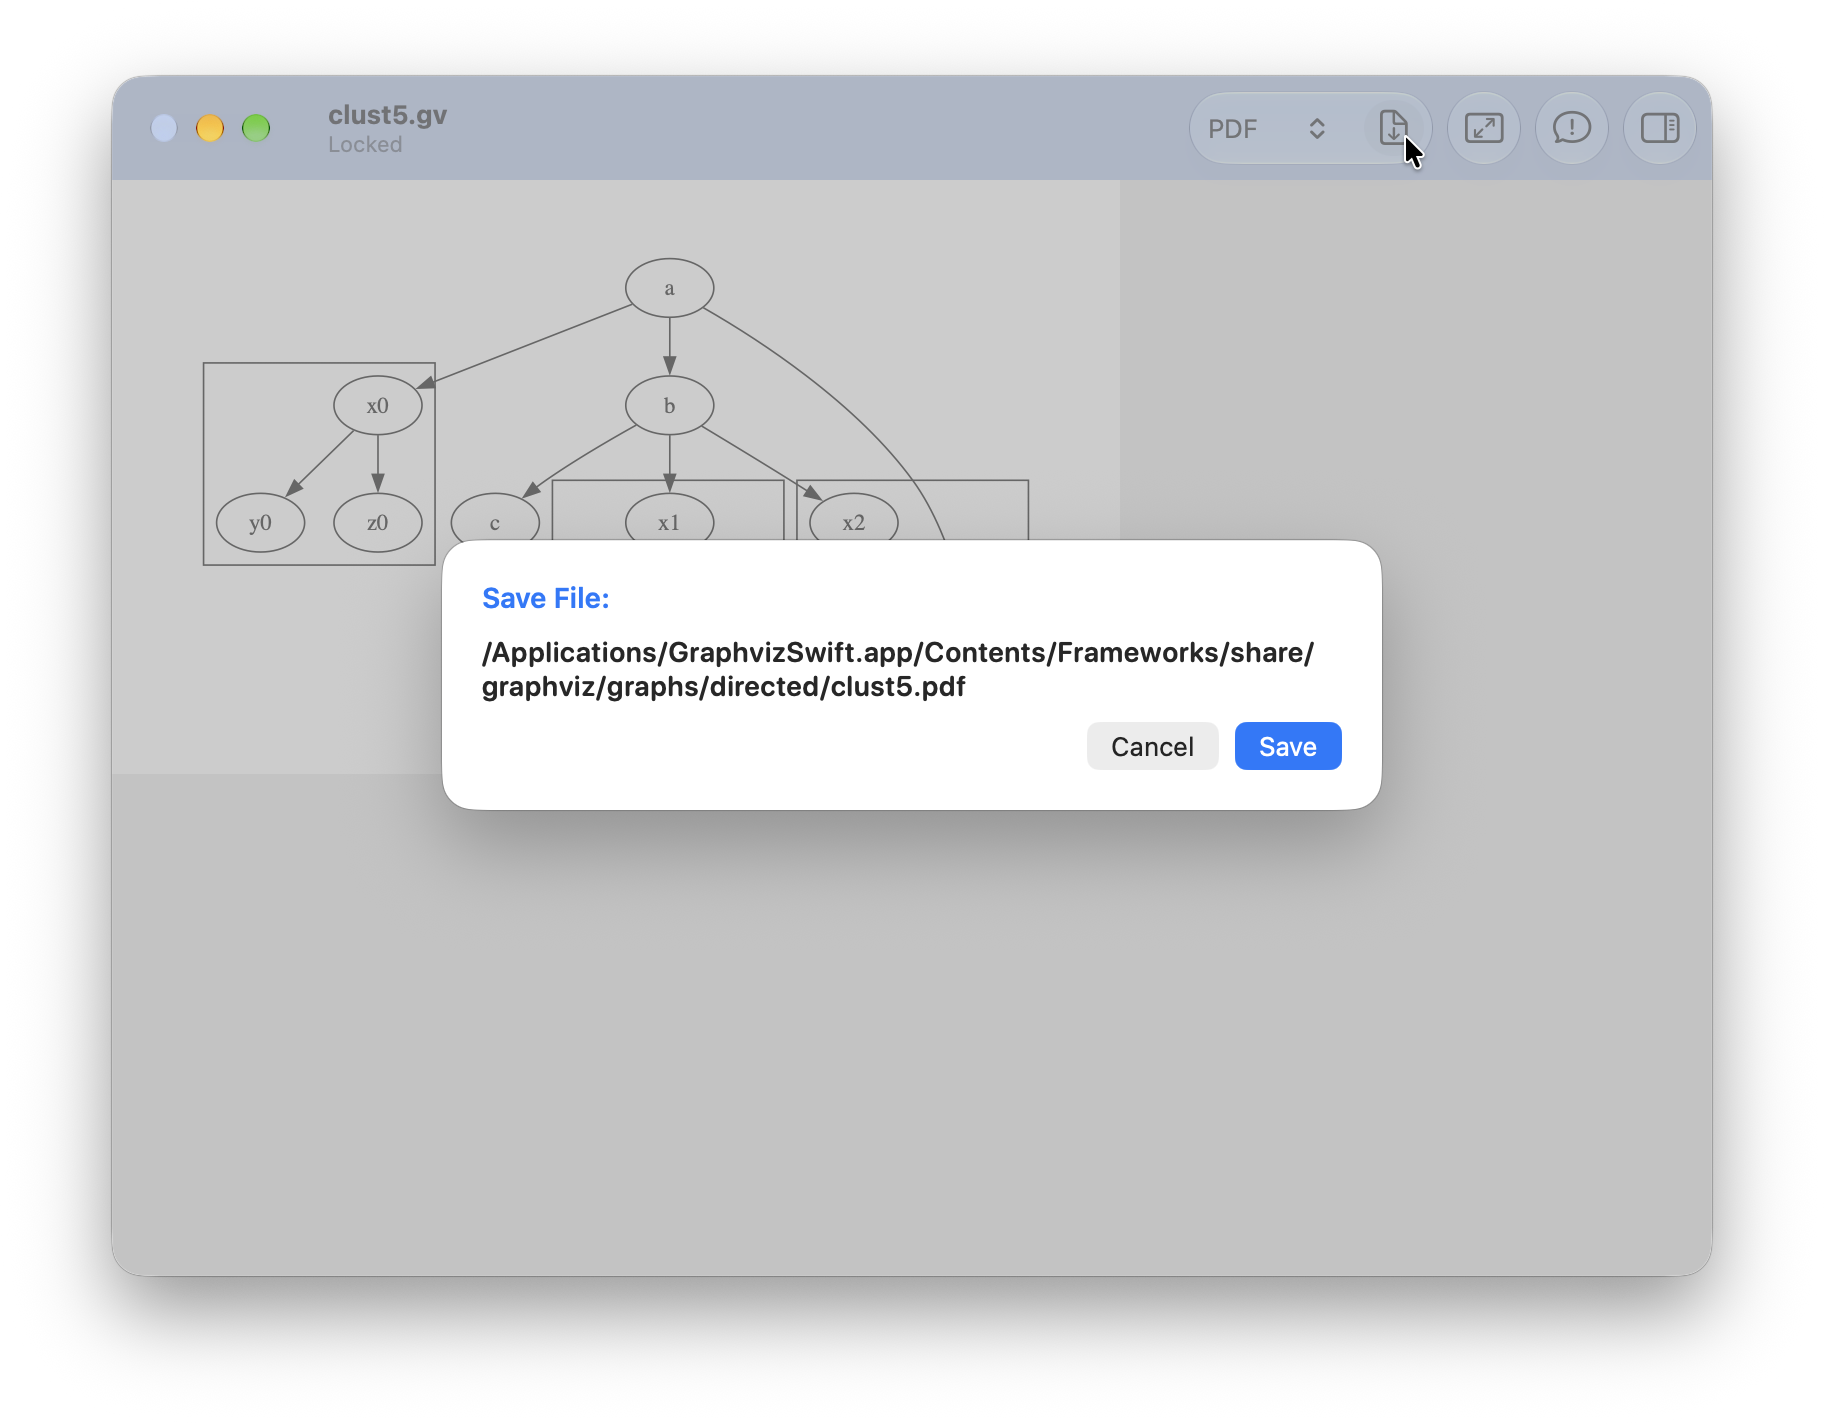 clust5.gv
Locked
PDF
a
x0
b
y0
z0
c
x1
x2
Save File:
/Applications/GraphvizSwift.app/Contents/Frameworks/share/
graphviz/graphs/directed/clust5.pdf
Cancel
Save